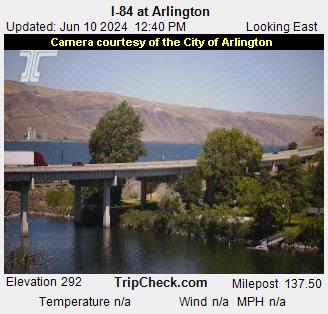 I-84 at Arlington
Updated: Jun 10 2024 12:40 PM Looking East
Camera courtesy of the City of Arlington
Elevation 292 TripCheck.com Milepost 137.50
Temperature n/a Wind n/a MPH n/a